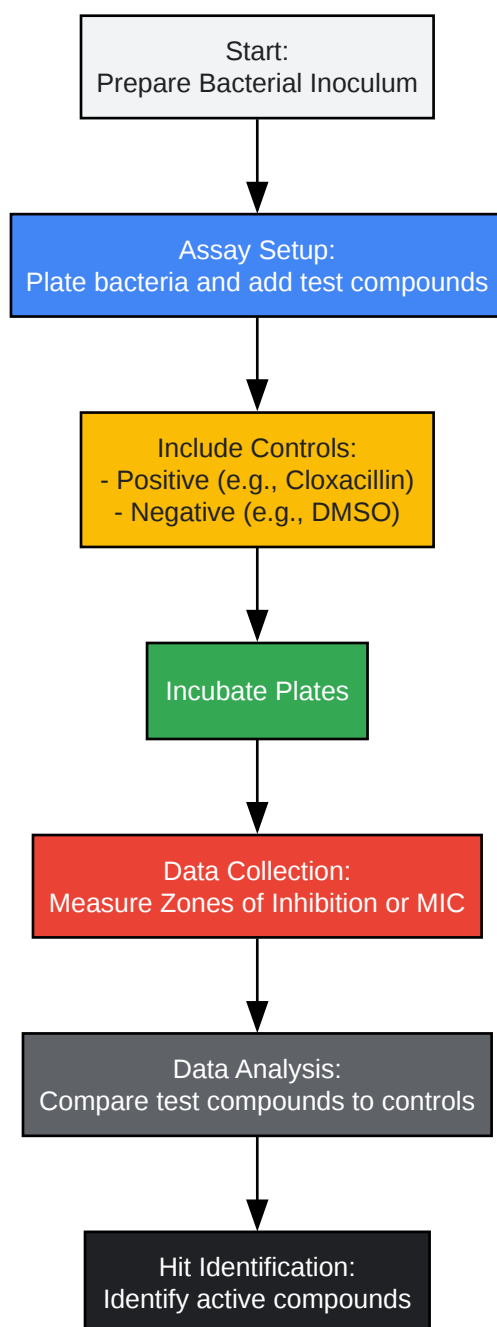 Start:
Prepare Bacterial Inoculum
Assay Setup:
Plate bacteria and add test compounds
Include Controls:
- Positive (e.g., Cloxacillin)
- Negative (e.g., DMSO)
Incubate Plates
Data Collection:
Measure Zones of Inhibition or MIC
Data Analysis:
Compare test compounds to controls
Hit Identification:
Identify active compounds